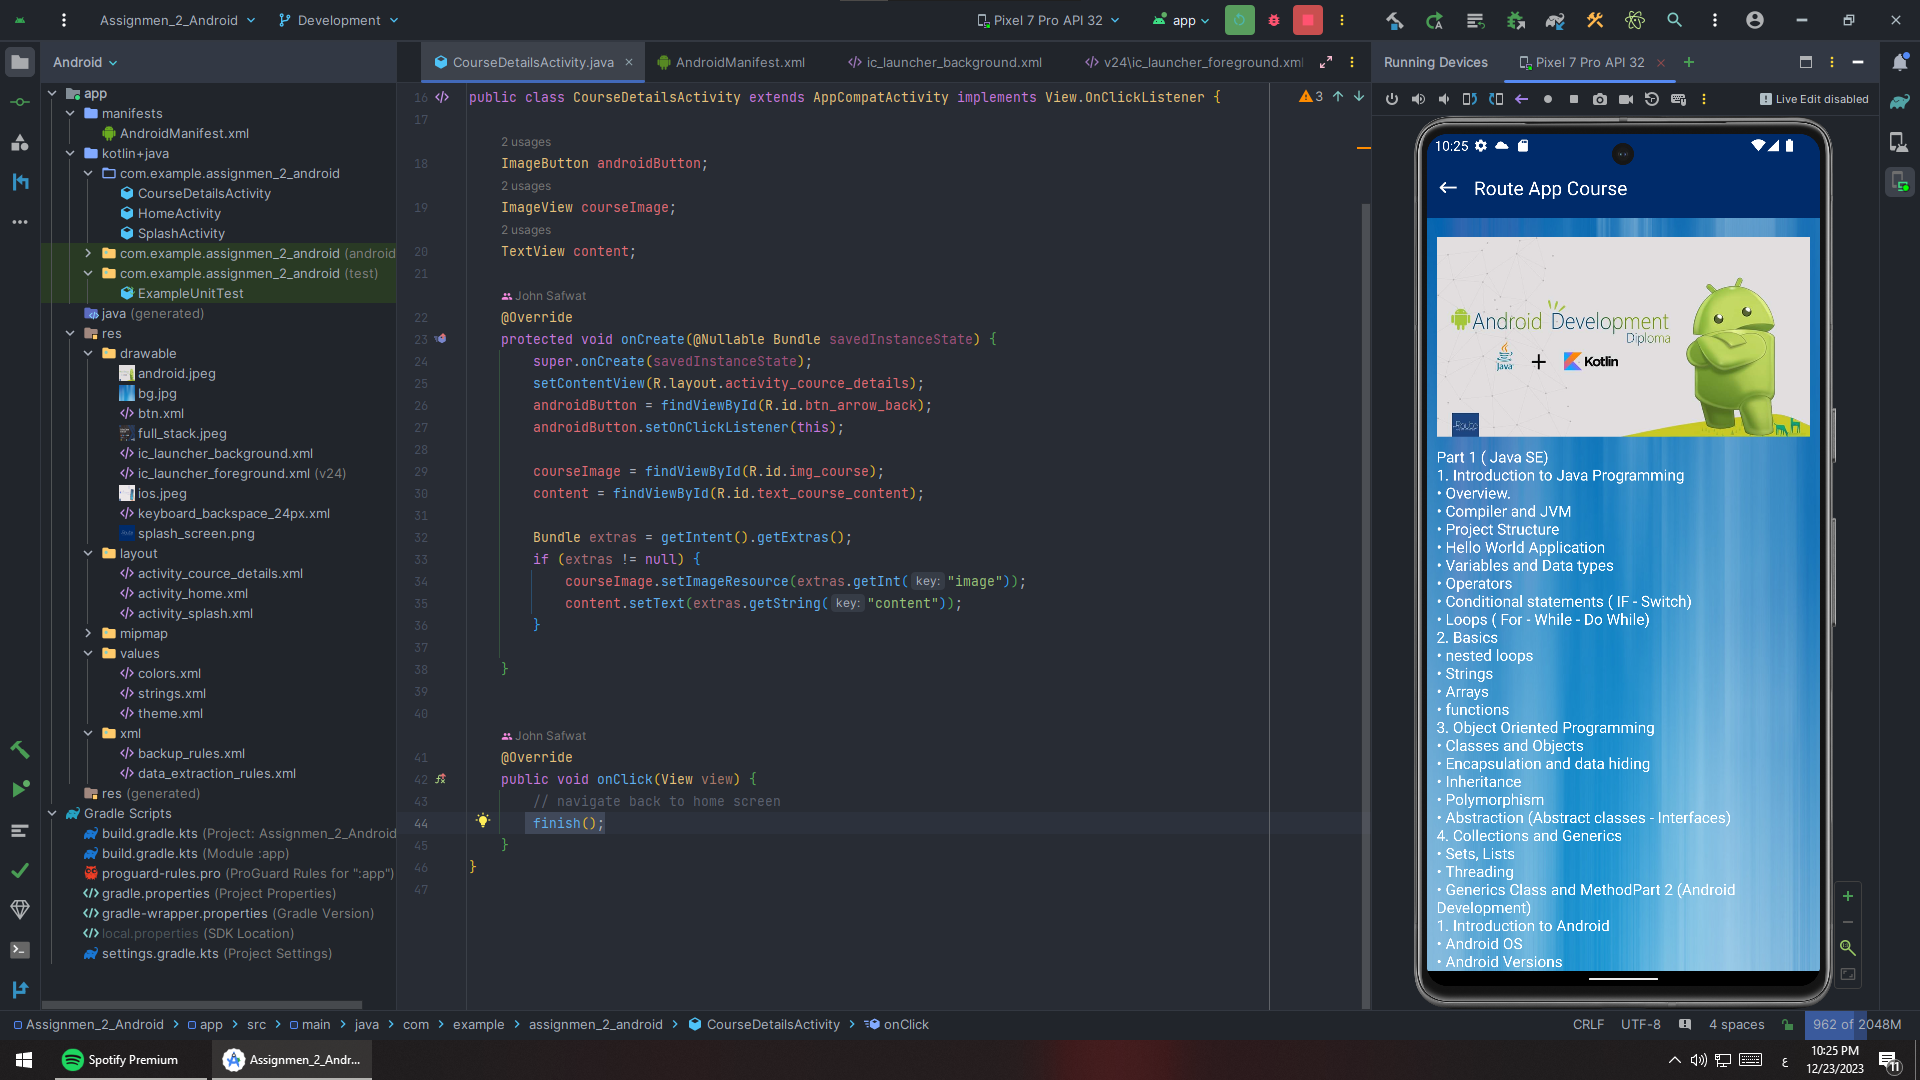 Assignmen_2_Android
Development
Pixel 7 Pro API 32
app
Android
CourseDetailsActivity.java
AndroidManifest.xml
ic_launcher_background.xml
v24\ic_launcher_foreground.xml
Running Devices
Pixel 7 Pro API 32
Live Edit disabled
app
manifests
AndroidManifest.xml
kotlin+java
com.example.assignmen_2_android
CourseDetailsActivity
HomeActivity
SplashActivity
com.example.assignmen_2_android (android
com.example.assignmen_2_android (test)
ExampleUnitTest
java (generated)
res
drawable
android.jpeg
bg.jpg
btn.xml
full_stack.jpeg
ic_launcher_background.xml
ic_launcher_foreground.xml (v24)
ios.jpeg
keyboard_backspace_24px.xml
splash_screen.png
layout
activity_cource_details.xml
activity_home.xml
activity_splash.xml
mipmap
values
colors.xml
strings.xml
theme.xml
xml
backup_rules.xml
data_extraction_rules.xml
res (generated)
Gradle Scripts
build.gradle.kts (Project: Assignmen_2_Android
build.gradle.kts (Module :app)
proguard-rules.pro (ProGuard Rules for ":app")
gradle.properties (Project Properties)
gradle-wrapper.properties (Gradle Version)
local.properties (SDK Location)
settings.gradle.kts (Project Settings)
16 public class CourseDetailsActivity extends AppCompatActivity implements View.OnClickListener {
3
17
2 usages
18 ImageButton androidButton;
2 usages
19 ImageView courseImage;
2 usages
20 TextView content;
21
John Safwat
22 @Override
23 protected void onCreate(@Nullable Bundle savedInstanceState) {
24 super.onCreate(savedInstanceState);
25 setContentView(R.layout.activity_cource_details);
26 androidButton = findViewById(R.id.btn_arrow_back);
27 androidButton.setOnClickListener(this);
28
29 courseImage = findViewById(R.id.img_course);
30 content = findViewById(R.id.text_course_content);
31
32 Bundle extras = getIntent().getExtras();
33 if (extras != null) {
34 courseImage.setImageResource(extras.getInt( key: "image"));
35 content.setText(extras.getString( key: "content"));
36 }
37
38 }
39
40
John Safwat
41 @Override
42 public void onClick(View view) {
43 // navigate back to home screen
44 finish();
45 }
46 }
47
10:25
Route App Course
Android Development
Diploma
Java + Kotlin
Route
Part 1 ( Java SE)
1. Introduction to Java Programming
• Overview.
• Compiler and JVM
• Project Structure
• Hello World Application
• Variables and Data types
• Operators
• Conditional statements ( IF - Switch)
• Loops ( For - While - Do While)
2. Basics
• nested loops
• Strings
• Arrays
• functions
3. Object Oriented Programming
• Classes and Objects
• Encapsulation and data hiding
• Inheritance
• Polymorphism
• Abstraction (Abstract classes - Interfaces)
4. Collections and Generics
• Sets, Lists
• Threading
• Generics Class and MethodPart 2 (Android
Development)
1. Introduction to Android
• Android OS
• Android Versions
Assignmen_2_Android > app > src > main > java > com > example > assignmen_2_android > CourseDetailsActivity > onClick
CRLF UTF-8 4 spaces 962 of 2048M
Spotify Premium
Assignmen_2_Andr...
ع
10:25 PM
12/23/2023
11